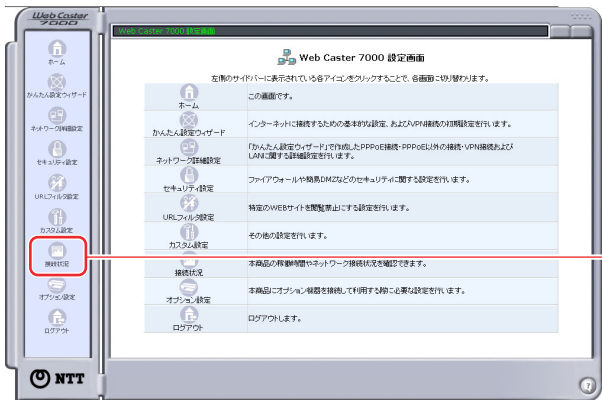 Web Caster
7000
Web Caster 7000 設定画面
Web Caster 7000 設定画面
左側のサイドバーに表示されている各アイコンをクリックすることで、各画面に切り替わります。
ホーム
かんたん設定ウィザード
ネットワーク詳細設定
セキュリティ設定
URLフィルタ設定
カスタム設定
接続状況
オプション設定
ログアウト
ホーム
この画面です。
かんたん設定ウィザード
インターネットに接続するための基本的な設定、およびVPN接続の初期設定を行います。
ネットワーク詳細設定
「かんたん設定ウィザード」で作成したPPPoE接続・PPPoE以外の接続・VPN接続および
LANに関する詳細設定を行います。
セキュリティ設定
ファイアウォールや簡易DMZなどのセキュリティに関する設定を行います。
URLフィルタ設定
特定のWEBサイトを閲覧禁止にする設定を行います。
カスタム設定
その他の設定を行います。
接続状況
本商品の稼働時間やネットワーク接続状況を確認できます。
オプション設定
本商品にオプション機器を接続して利用する際に必要な設定を行います。
ログアウト
ログアウトします。
NTT
?